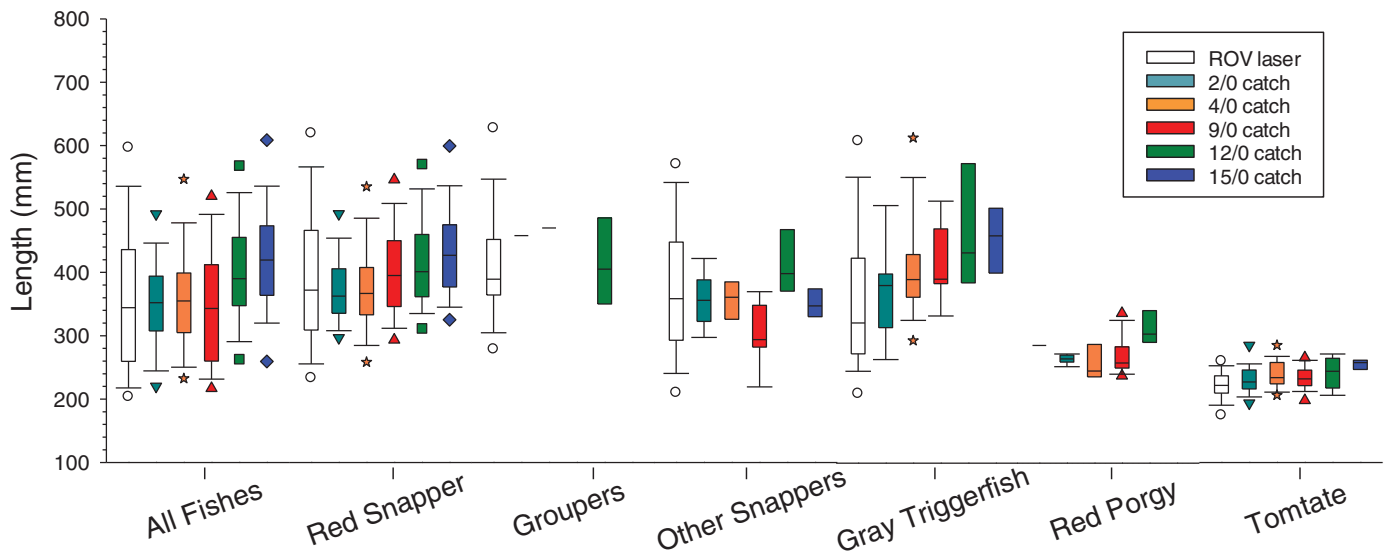 800
700
600
500
400
300
200
100
Length (mm)
ROV laser
2/0 catch
4/0 catch
9/0 catch
12/0 catch
15/0 catch
All Fishes
Red Snapper
Groupers
Other Snappers
Gray Triggerfish
Red Porgy
Tomtate